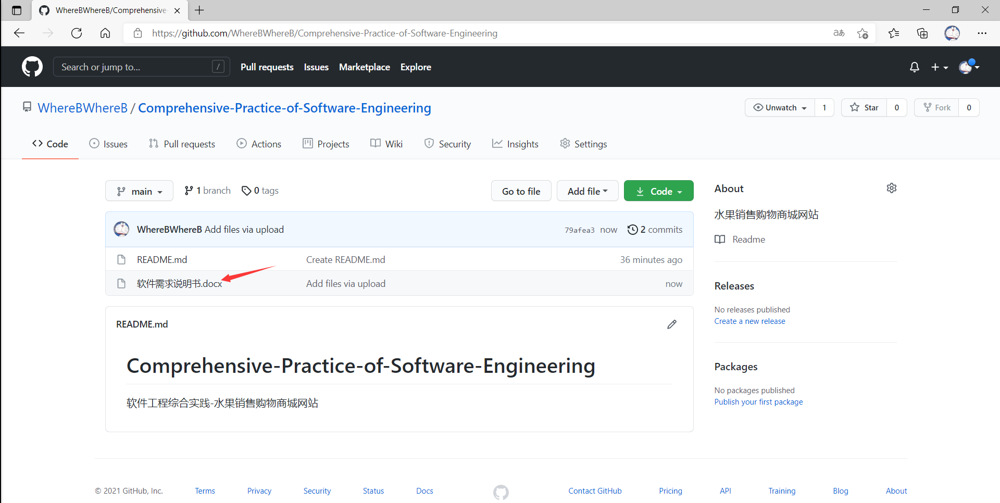 WhereBWhereB/Comprehensive-
https://github.com/WhereBWhereB/Comprehensive-Practice-of-Software-Engineering
aあ
Search or jump to...
/
Pull requests
Issues
Marketplace
Explore
WhereBWhereB / Comprehensive-Practice-of-Software-Engineering
Unwatch 1
Star 0
Fork 0
Code
Issues
Pull requests
Actions
Projects
Wiki
Security
Insights
Settings
main
1 branch
0 tags
Go to file
Add file
Code
WhereBWhereB Add files via upload
79afea3 now
2 commits
README.md
Create README.md
36 minutes ago
软件需求说明书.docx
Add files via upload
now
README.md
Comprehensive-Practice-of-Software-Engineering
软件工程综合实践-水果销售购物商城网站
About
水果销售购物商城网站
Readme
Releases
No releases published
Create a new release
Packages
No packages published
Publish your first package
© 2021 GitHub, Inc.
Terms
Privacy
Security
Status
Docs
Contact GitHub
Pricing
API
Training
Blog
About